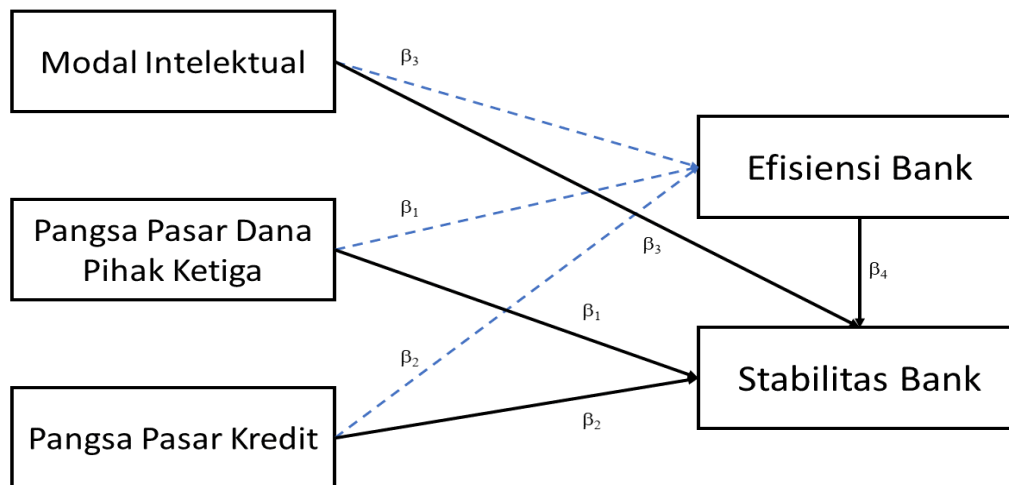 Modal Intelektual
β₃
Efisiensi Bank
β₁
Pangsa Pasar Dana
Pihak Ketiga
β₃
β₄
β₁
β₂
Stabilitas Bank
Pangsa Pasar Kredit
β₂